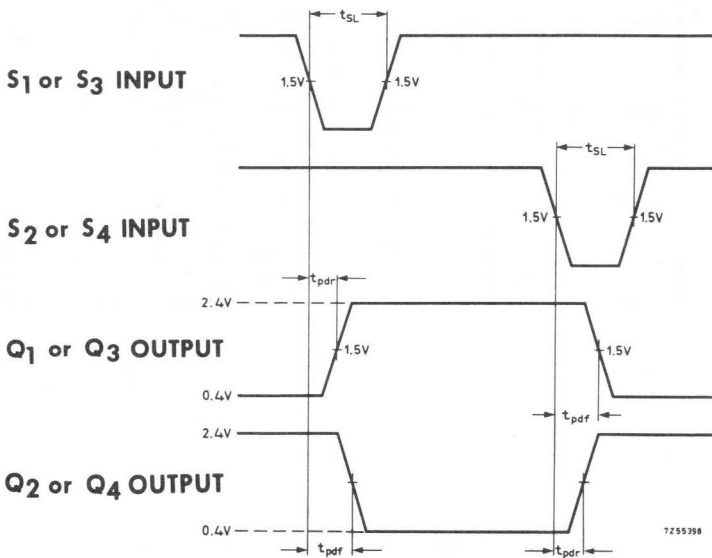 tSL
S1 or S3 INPUT
1.5V
1.5V
tSL
S2 or S4 INPUT
1.5V
1.5V
tpdr
2.4V
Q1 or Q3 OUTPUT
1.5V
1.5V
0.4V
tpdf
2.4V
Q2 or Q4 OUTPUT
0.4V
7Z55398
tpdf
tpdr